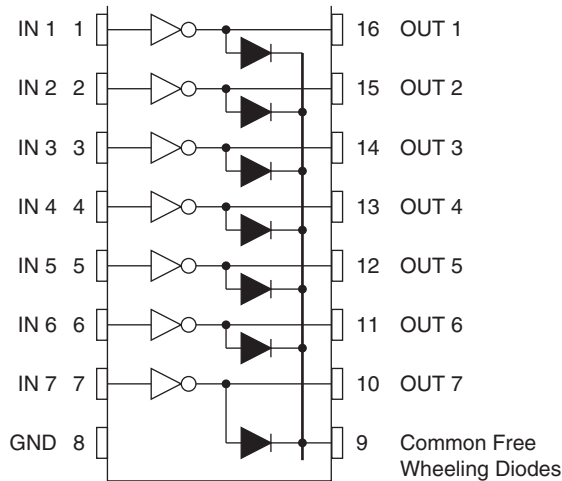 IN 1 1 16 OUT 1
IN 2 2 15 OUT 2
IN 3 3 14 OUT 3
IN 4 4 13 OUT 4
IN 5 5 12 OUT 5
IN 6 6 11 OUT 6
IN 7 7 10 OUT 7
GND 8 9 Common Free
Wheeling Diodes